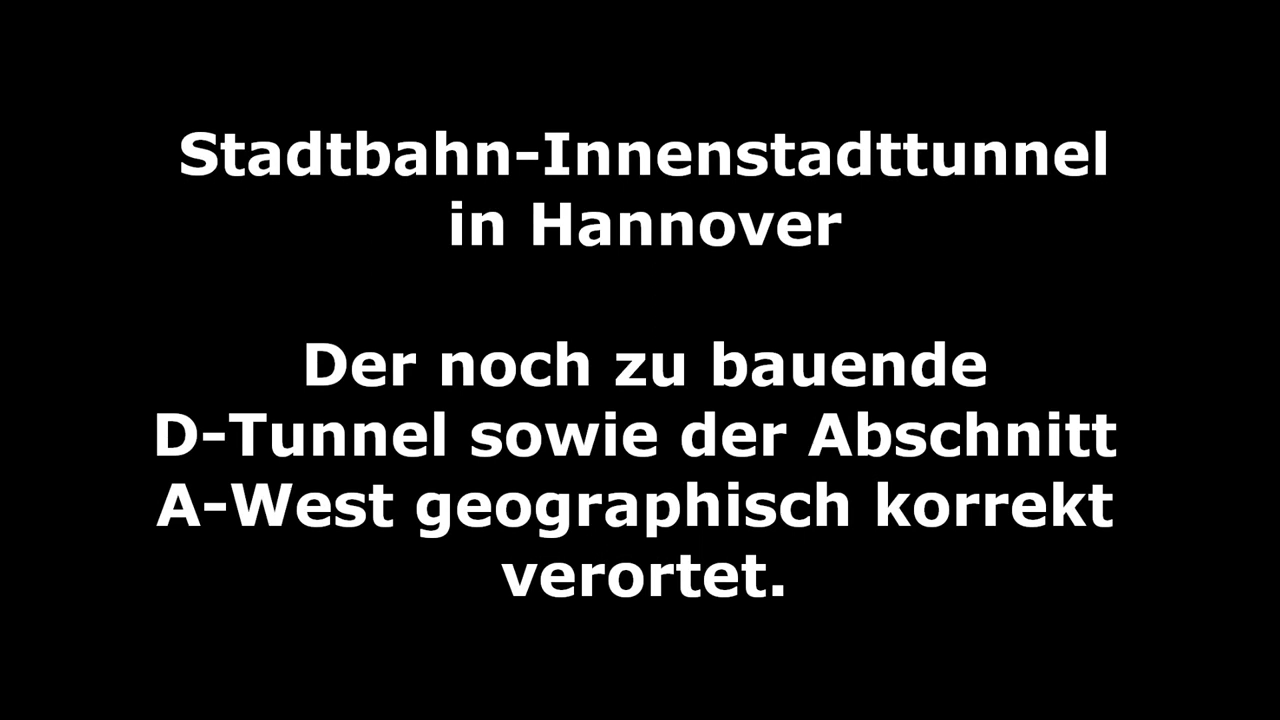 Stadtbahn-Innenstadttunnel
in Hannover
Der noch zu bauende
D-Tunnel sowie der Abschnitt
A-West geographisch korrekt
verortet.